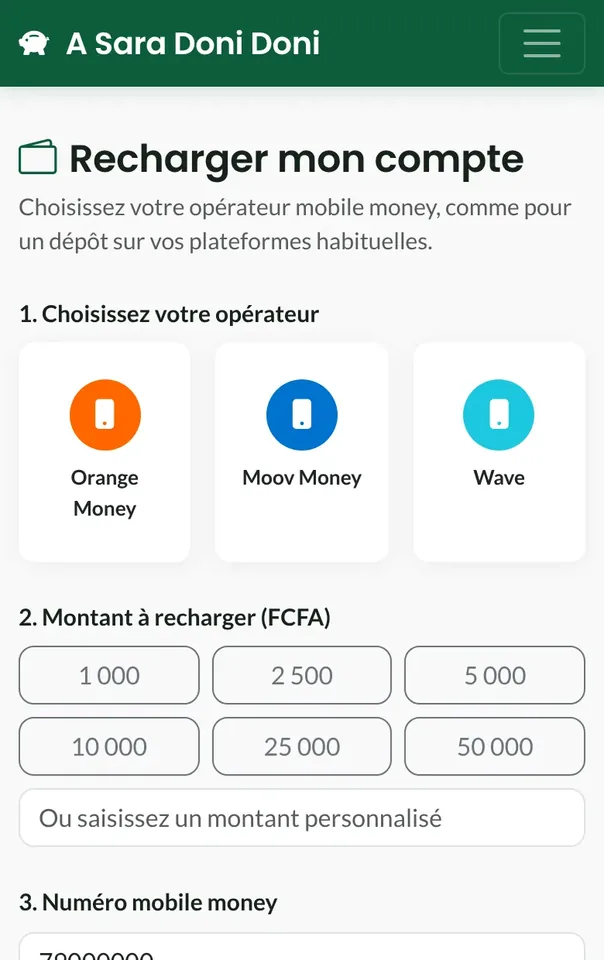 A Sara Doni Doni
Recharger mon compte
Choisissez votre opérateur mobile money, comme pour
un dépôt sur vos plateformes habituelles.
1. Choisissez votre opérateur
Orange
Money
Moov Money
Wave
2. Montant à recharger (FCFA)
1 000
2 500
5 000
10 000
25 000
50 000
Ou saisissez un montant personnalisé
3. Numéro mobile money
78000000